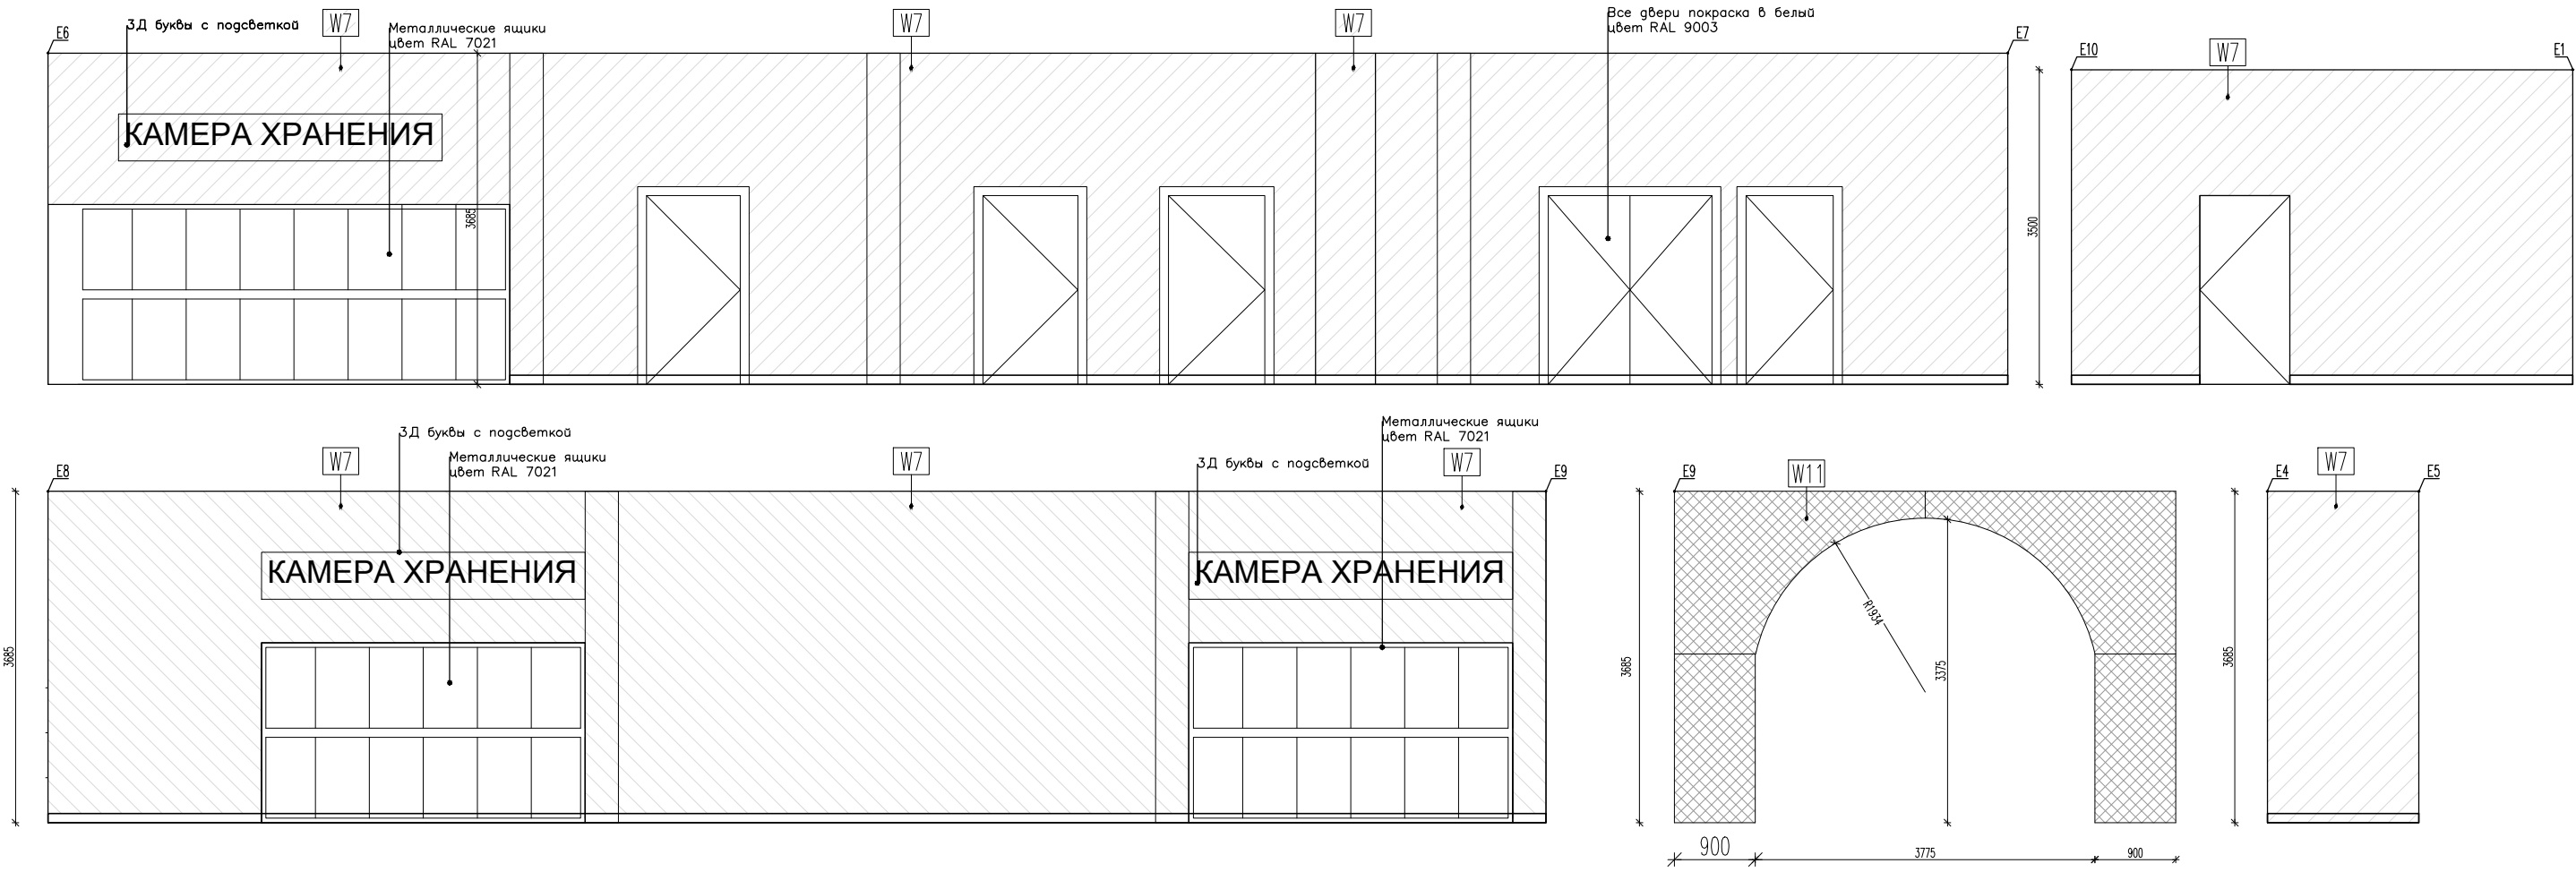 3Д буквы с подсветкой
W7
Металлические ящики
цвет RAL 7021
W7
W7
Все двери покраска в белый
цвет RAL 9003
E6
E7
E10
W7
E1
КАМЕРА ХРАНЕНИЯ
3685
3500
3Д буквы с подсветкой
Металлические ящики
цвет RAL 7021
E8
W7
Металлические ящики
цвет RAL 7021
W7
3Д буквы с подсветкой
W7
E9
E9
W11
E4
W7
E5
КАМЕРА ХРАНЕНИЯ
КАМЕРА ХРАНЕНИЯ
R1934
3685
3685
3375
3685
900
3775
900